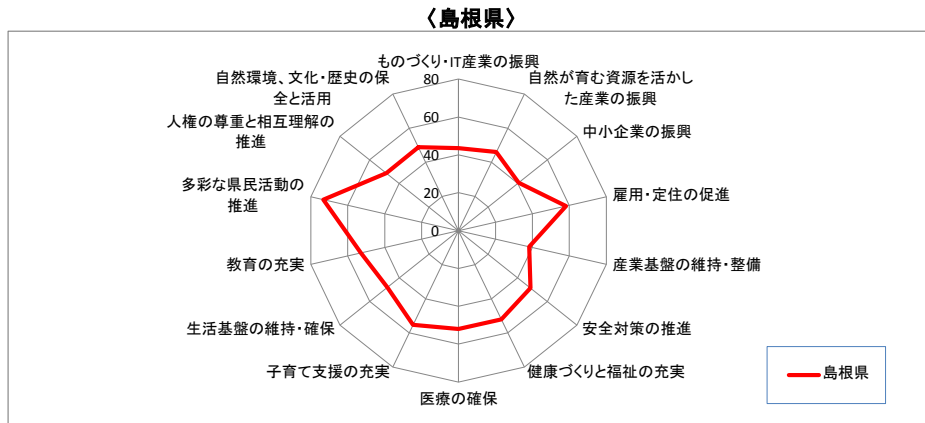 〈島根県〉
ものづくり・IT産業の振興
自然が育む資源を活かし
た産業の振興
中小企業の振興
雇用・定住の促進
産業基盤の維持・整備
安全対策の推進
健康づくりと福祉の充実
医療の確保
子育て支援の充実
生活基盤の維持・確保
教育の充実
多彩な県民活動の
推進
人権の尊重と相互理解の
推進
自然環境、文化・歴史の保
全と活用
80
60
40
20
0
島根県